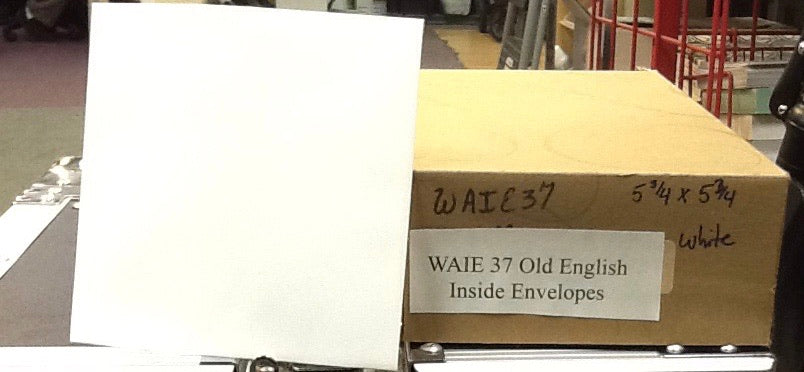 WAIE37 5 3/4 x 5 3/4
white
WAIE 37 Old English
Inside Envelopes